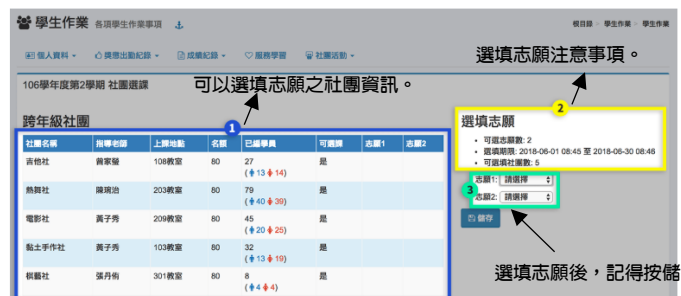 學生作業 各項學生作業事項
根目錄 > 學生作業 > 學生作業
個人資料 獎懲出勤紀錄 成績紀錄 服務學習 社團活動
選填志願注意事項。
106學年度第2學期 社團選課
可以選填志願之社團資訊。
跨年級社團
1
社團名稱 指導老師 上課地點 名額 已編學員 可選課 志願1 志願2
吉他社 曾家螢 108教室 80 27 是
(13 14)
熱舞社 陳琬治 203教室 80 79 是
(40 39)
電影社 黃子秀 209教室 80 45 是
(20 25)
黏土手作社 黃子秀 103教室 80 32 是
(13 19)
棋藝社 張丹俐 301教室 80 8 是
(4 4)
2
選填志願
可選志願數: 2
選填期限: 2018-06-01 08:45 至 2018-06-30 08:46
可選填社團數: 5
3
志願1: 請選擇
志願2: 請選擇
儲存
選填志願後，記得按儲